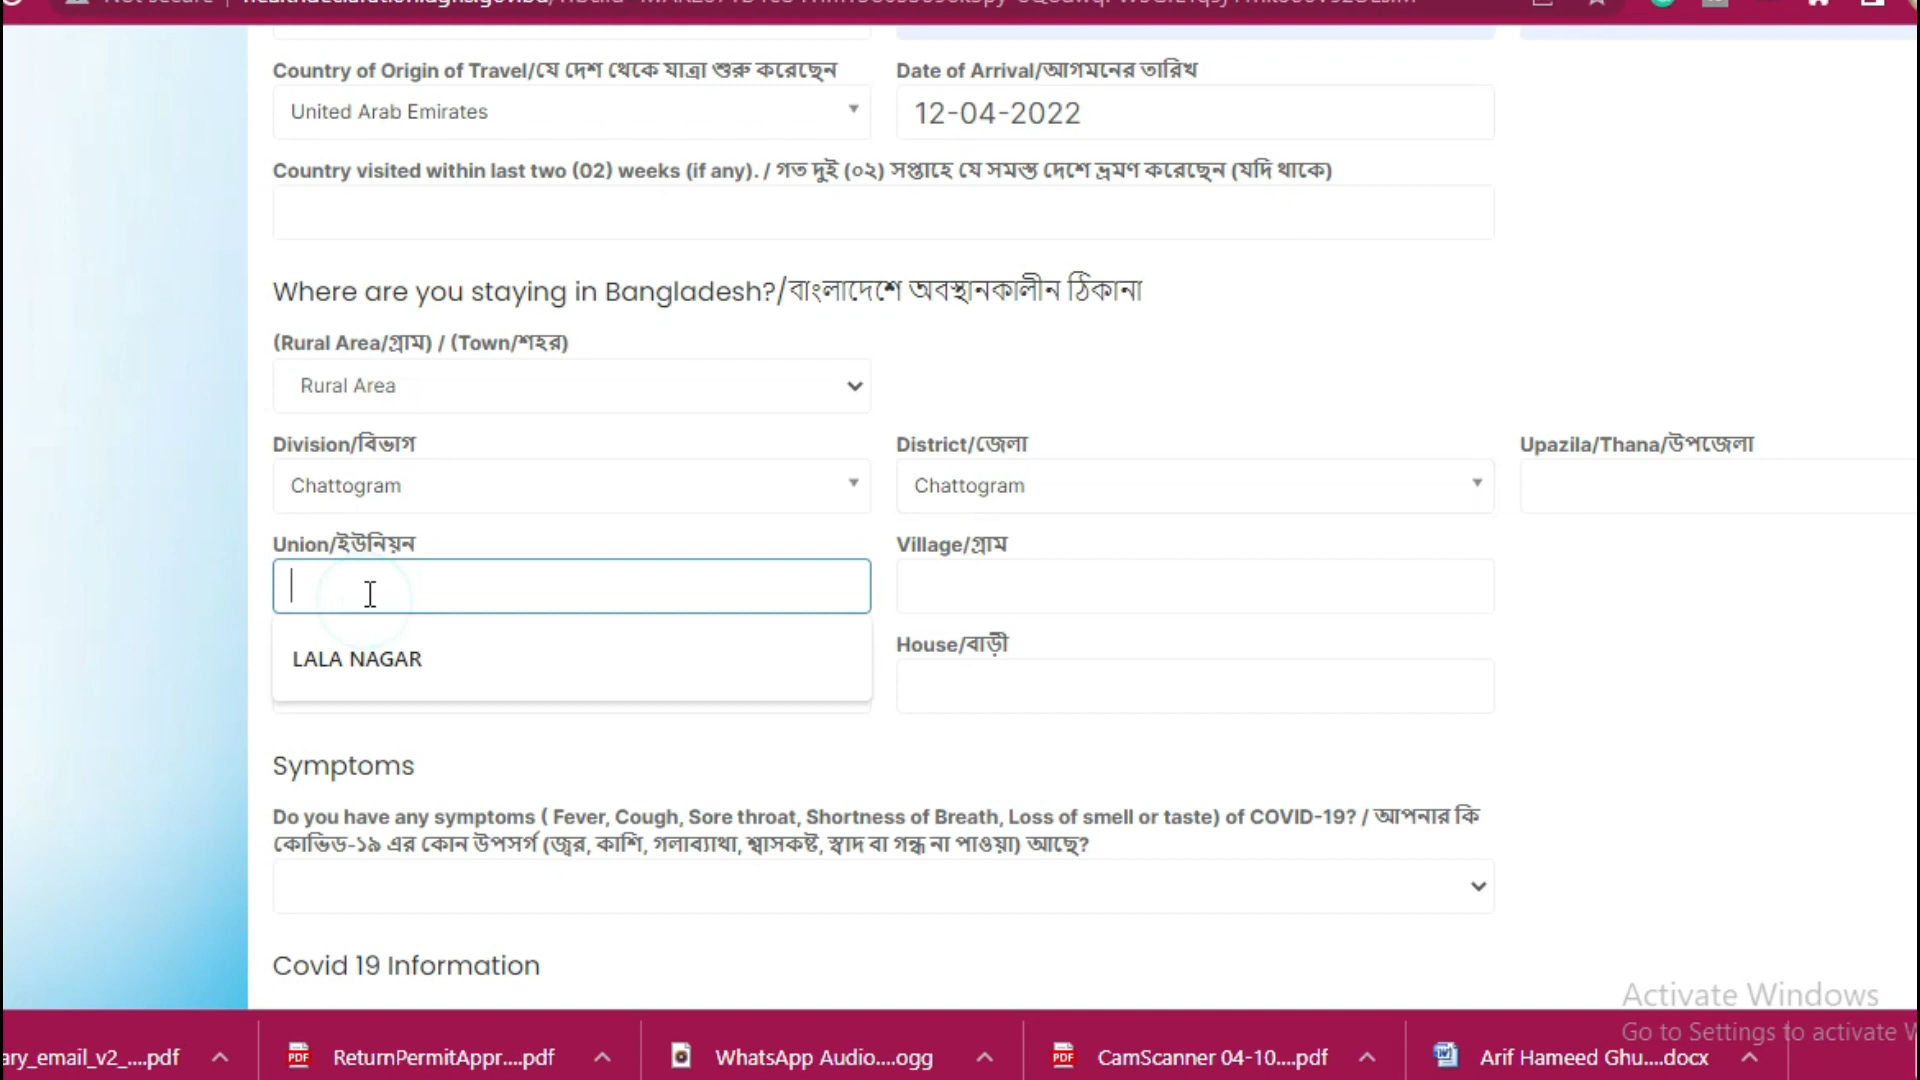 Country of Origin of Travel/যে দেশ থেকে যাত্রা শুরু করেছেন
Date of Arrival/আগমনের তারিখ
United Arab Emirates
12-04-2022
Country visited within last two (02) weeks (if any). / গত দুই (০২) সপ্তাহে যে সমস্ত দেশে ভ্রমণ করেছেন (যদি থাকে)
Where are you staying in Bangladesh?/বাংলাদেশে অবস্থানকালীন ঠিকানা
(Rural Area/গ্রাম) / (Town/শহর)
Rural Area
Division/বিভাগ
District/জেলা
Upazila/Thana/উপজেলা
Chattogram
Chattogram
Union/ইউনিয়ন
Village/গ্রাম
LALA NAGAR
House/বাড়ী
Symptoms
Do you have any symptoms ( Fever, Cough, Sore throat, Shortness of Breath, Loss of smell or taste) of COVID-19? / আপনার কি
কোভিড-১৯ এর কোন উপসর্গ (জ্বর, কাশি, গলাব্যাথা, শ্বাসকষ্ট, স্বাদ বা গন্ধ না পাওয়া) আছে?
Covid 19 Information
Activate Windows
Go to Settings to activate W
ary_email_v2_....pdf
ReturnPermitAppr....pdf
WhatsApp Audio....ogg
CamScanner 04-10....pdf
Arif Hameed Ghu....docx